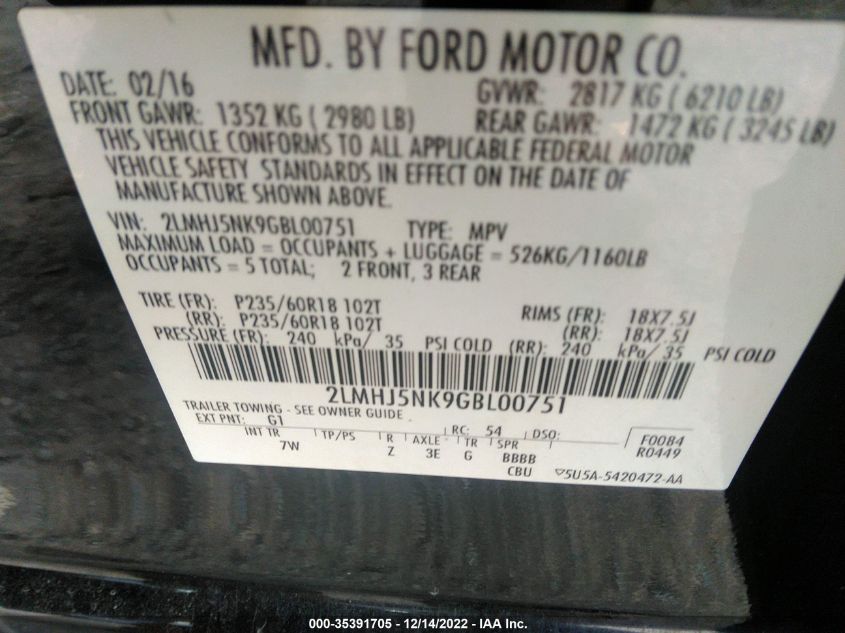 MFD. BY FORD MOTOR CO.
DATE: 02/16 GVWR: 2817 KG ( 6210 LB)
FRONT GAWR: 1352 KG ( 2980 LB) REAR GAWR: 1472 KG ( 3245 LB)
THIS VEHICLE CONFORMS TO ALL APPLICABLE FEDERAL MOTOR
VEHICLE SAFETY STANDARDS IN EFFECT ON THE DATE OF
MANUFACTURE SHOWN ABOVE.
VIN: 2LMHJ5NK9GBL00751 TYPE: MPV
MAXIMUM LOAD = OCCUPANTS + LUGGAGE = 526KG/1160LB
OCCUPANTS = 5 TOTAL; 2 FRONT, 3 REAR
TIRE (FR): P235/60R18 102T RIMS (FR): 18X7.5J
(RR): P235/60R18 102T (RR): 18X7.5J
PRESSURE (FR): 240 kPa/ 35 PSI COLD (RR): 240 kPa/ 35 PSI COLD
2LMHJ5NK9GBL00751
TRAILER TOWING - SEE OWNER GUIDE
EXT PNT: G1 RC: 54 DSO: F0084
INT TR TP/PS R AXLE TR SPR R0449
7W Z 3E G BBBB
CBU 5U5A-5420472-AA
000-35391705 - 12/14/2022 - IAA Inc.